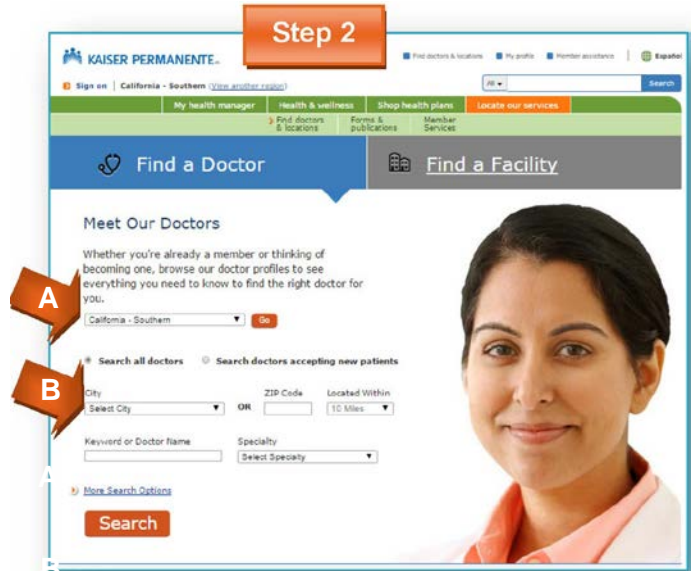 Step 2
KAISER PERMANENTE®
Find doctors & locations
My profile
Member assistance
Español
Sign on | California - Southern (View another region)
All
Search
My health manager
Health & wellness
Shop health plans
Locate our services
Find doctors & locations
Forms & publications
Member Services
Find a Doctor
Find a Facility
Meet Our Doctors
Whether you're already a member or thinking of
becoming one, browse our doctor profiles to see
everything you need to know to find the right doctor for
you.
A
California - Southern
Go
Search all doctors
Search doctors accepting new patients
B
City
ZIP Code
Located Within
Select City
OR
10 Miles
Keyword or Doctor Name
Specialty
Select Specialty
A
More Search Options
Search
B